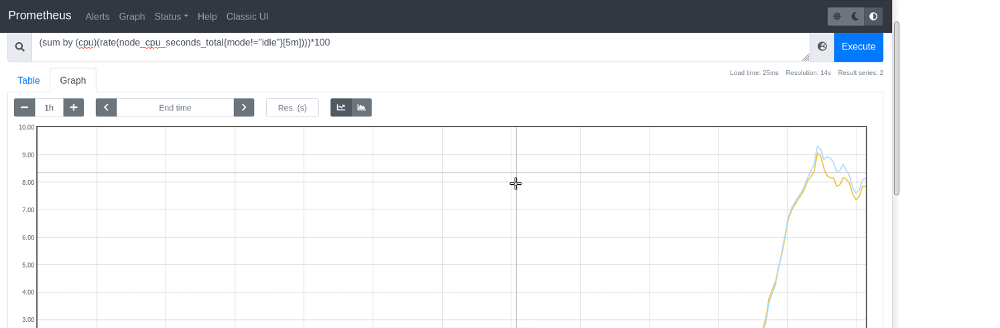 Prometheus Alerts Graph Status Help Classic UI
(sum by (cpu)(rate(node_cpu_seconds_total{mode!="idle"}[5m])))*100
Execute
Load time: 25ms Resolution: 14s Result series: 2
Table Graph
1h End time Res. (s)
10.00
9.00
8.00
7.00
6.00
5.00
4.00
3.00